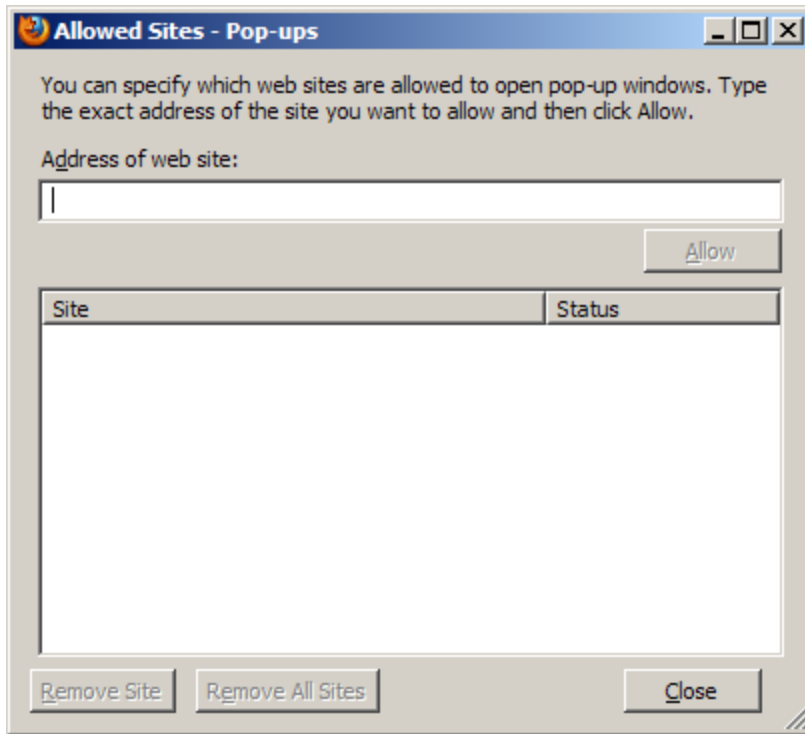 Allowed Sites - Pop-ups
You can specify which web sites are allowed to open pop-up windows. Type
the exact address of the site you want to allow and then click Allow.
Address of web site:
Allow
Site Status
Remove Site Remove All Sites Close